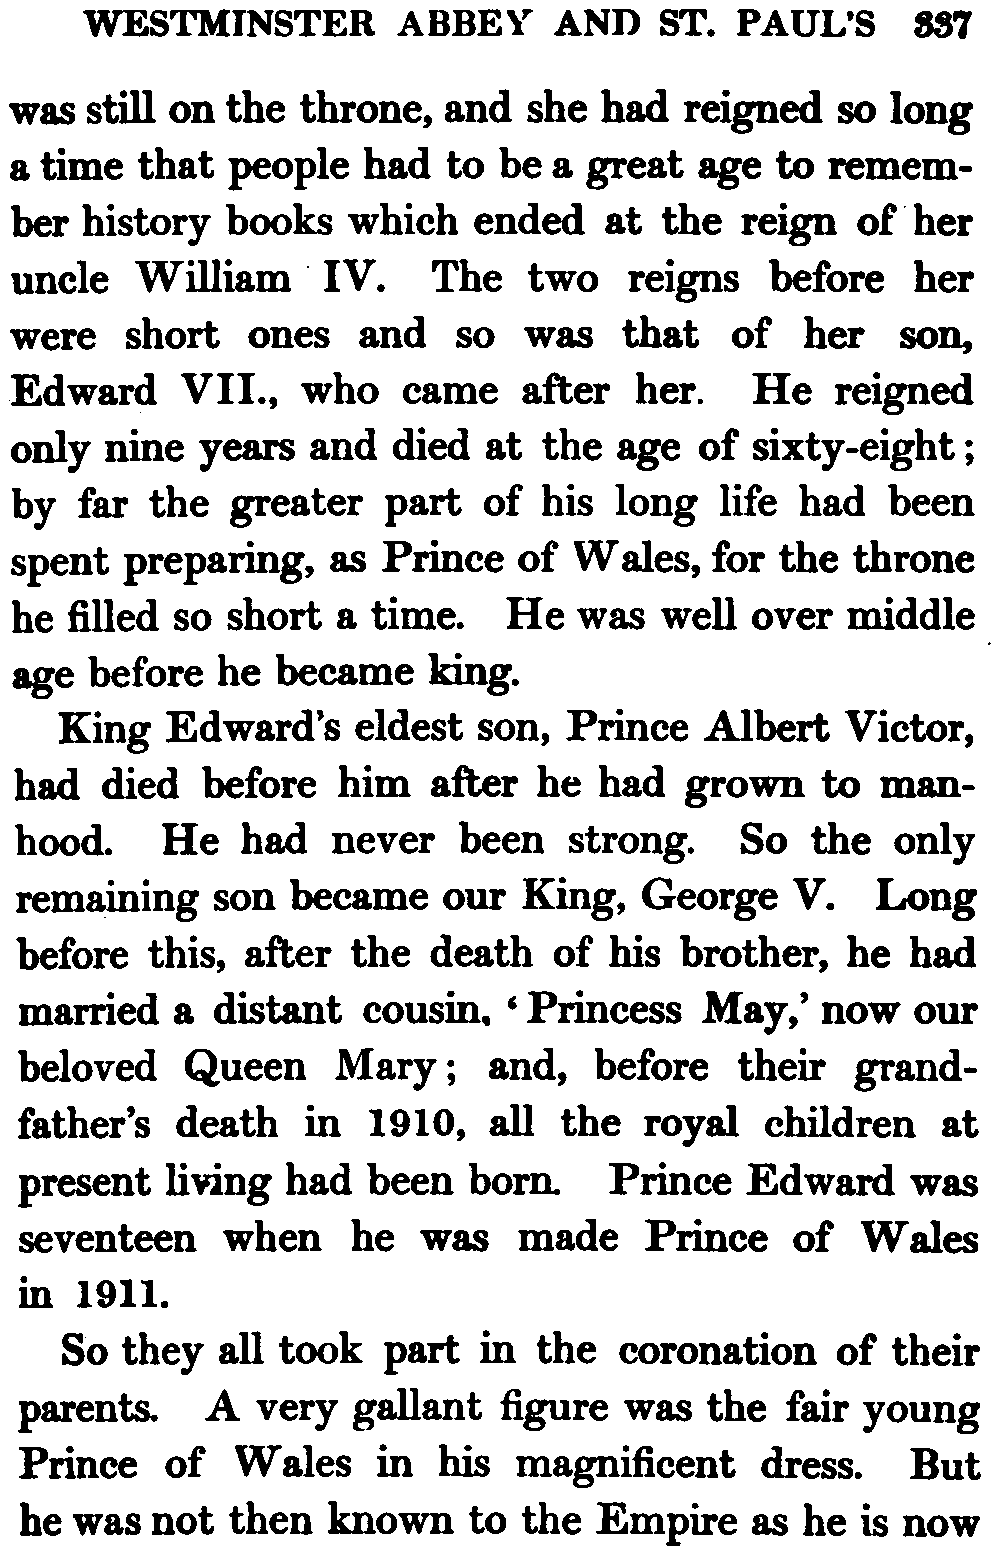 WESTMINSTER ABBEY AND ST. PAUL'S 337
was still on the throne, and she had reigned so long
a time that people had to be a great age to remem-
ber history books which ended at the reign of her
uncle William IV. The two reigns before her
were short ones and so was that of her son,
Edward VII., who came after her. He reigned
only nine years and died at the age of sixty-eight;
by far the greater part of his long life had been
spent preparing, as Prince of Wales, for the throne
he filled so short a time. He was well over middle
age before he became king.
King Edward's eldest son, Prince Albert Victor,
had died before him after he had grown to man-
hood. He had never been strong. So the only
remaining son became our King, George V. Long
before this, after the death of his brother, he had
married a distant cousin, ‘Princess May,’ now our
beloved Queen Mary; and, before their grand-
father's death in 1910, all the royal children at
present living had been born. Prince Edward was
seventeen when he was made Prince of Wales
in 1911.
So they all took part in the coronation of their
parents. A very gallant figure was the fair young
Prince of Wales in his magnificent dress. But
he was not then known to the Empire as he is now